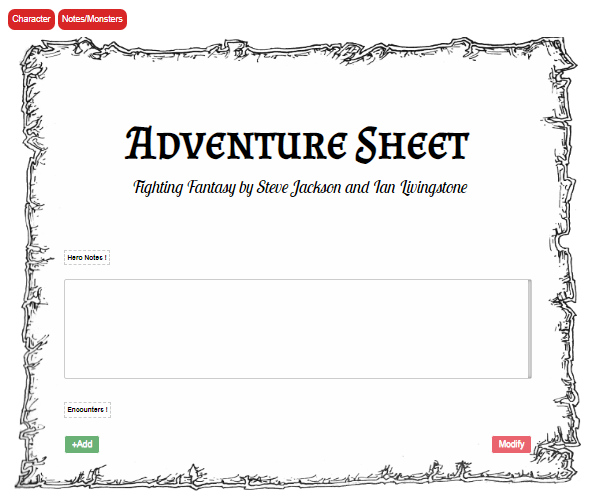 Character Notes/Monsters
Adventure Sheet
Fighting Fantasy by Steve Jackson and Ian Livingstone
Hero Notes !
Encounters !
+Add Modify